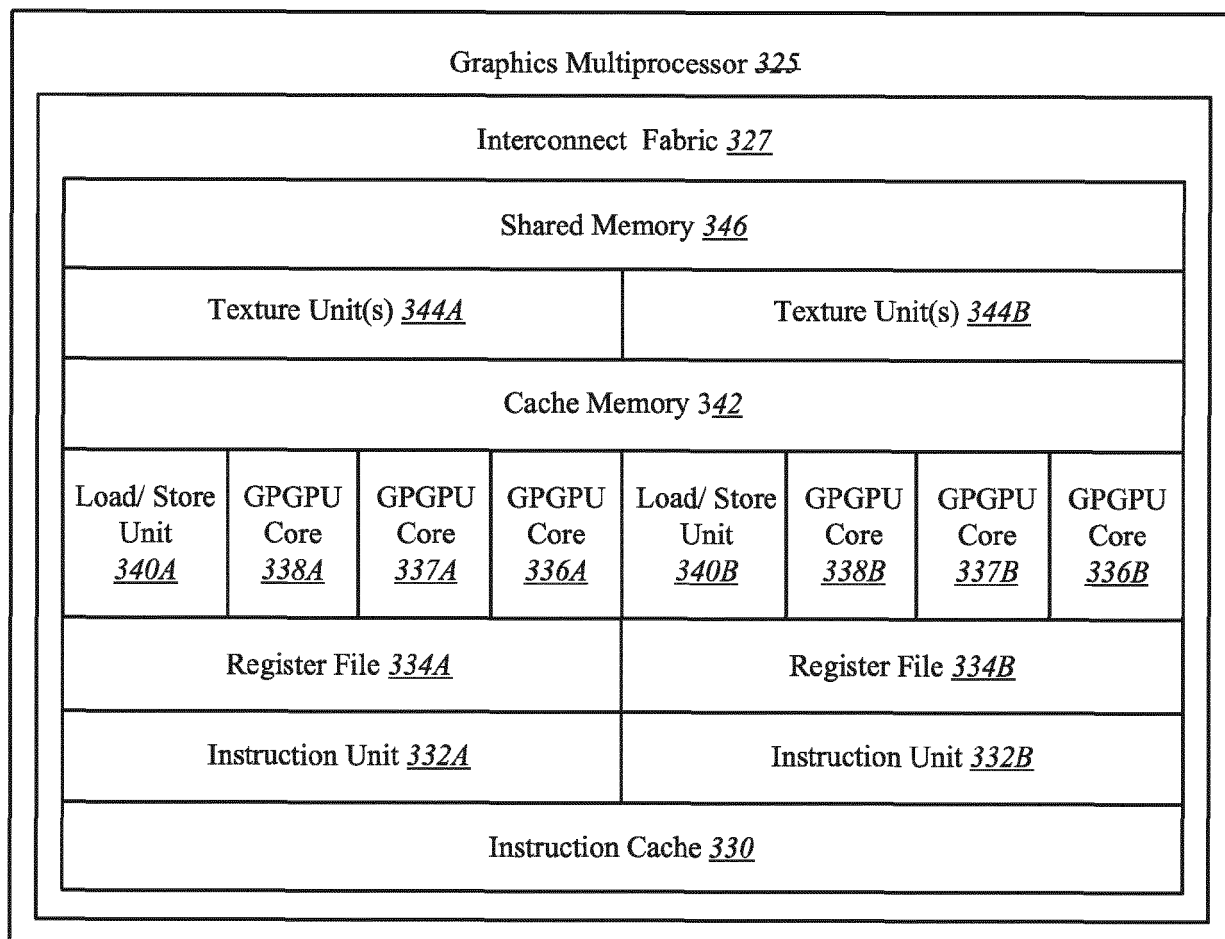 Graphics Multiprocessor 325
Interconnect Fabric 327
Shared Memory 346
Texture Unit(s) 344A
Texture Unit(s) 344B
Cache Memory 342
Load/ Store
Unit
340A
GPGPU
Core
338A
GPGPU
Core
337A
GPGPU
Core
336A
Load/ Store
Unit
340B
GPGPU
Core
338B
GPGPU
Core
337B
GPGPU
Core
336B
Register File 334A
Register File 334B
Instruction Unit 332A
Instruction Unit 332B
Instruction Cache 330